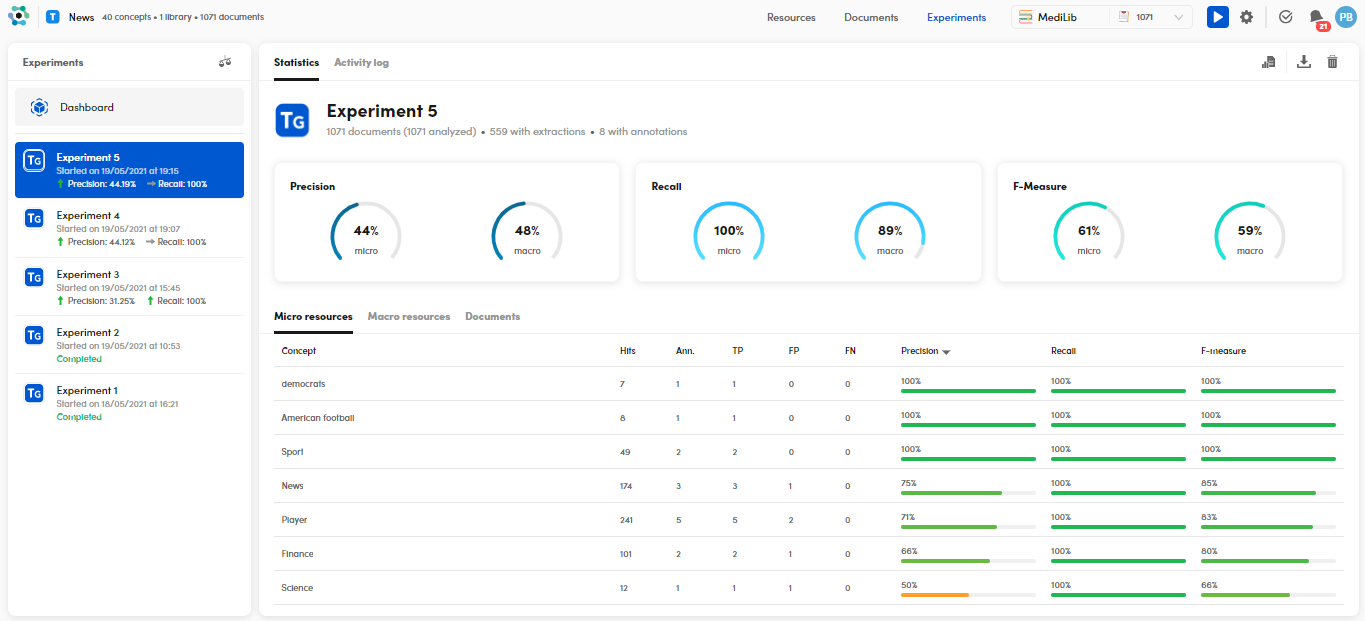 T News 40 concepts • 1 library • 1071 documents Resources Documents Experiments MediLib 1071 21 PB
Experiments
Dashboard
TG Experiment 5
Started on 19/05/2021 at 19:15
Precision: 44.19% Recall: 100%
TG Experiment 4
Started on 19/05/2021 at 19:07
Precision: 44.12% Recall: 100%
TG Experiment 3
Started on 19/05/2021 at 15:45
Precision: 31.25% Recall: 100%
TG Experiment 2
Started on 19/05/2021 at 10:53
Completed
TG Experiment 1
Started on 18/05/2021 at 16:21
Completed
Statistics Activity log
TG Experiment 5
1071 documents (1071 analyzed) • 559 with extractions • 8 with annotations
Precision Recall F-Measure
44% 48% 100% 89% 61% 59%
micro macro micro macro micro macro
Micro resources Macro resources Documents
Concept Hits Ann. TP FP FN Precision Recall F-measure
democrats 7 1 1 0 0 100% 100% 100%
American football 8 1 1 0 0 100% 100% 100%
Sport 49 2 2 0 0 100% 100% 100%
News 174 3 3 1 0 75% 100% 85%
Player 241 5 5 2 0 71% 100% 83%
Finance 101 2 2 1 0 66% 100% 80%
Science 12 1 1 1 0 50% 100% 66%